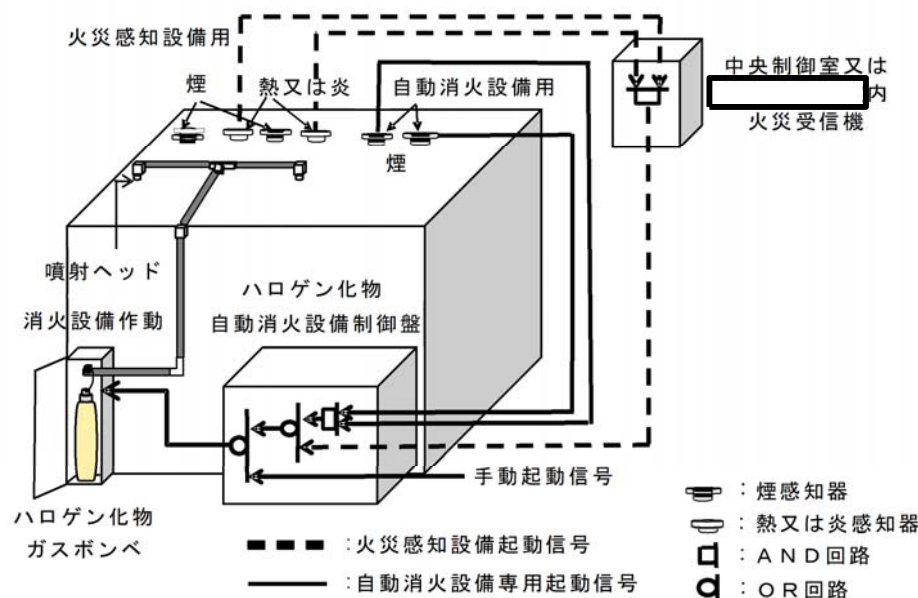 火災感知設備用
煙
熱又は炎
自動消火設備用
煙
中央制御室又は
内
火災受信機
噴射ヘッド
消火設備作動
ハロゲン化物
自動消火設備制御盤
手動起動信号
ハロゲン化物
ガスボンベ
:火災感知設備起動信号
:自動消火設備専用起動信号
:煙感知器
:熱又は炎感知器
:AND回路
:OR回路